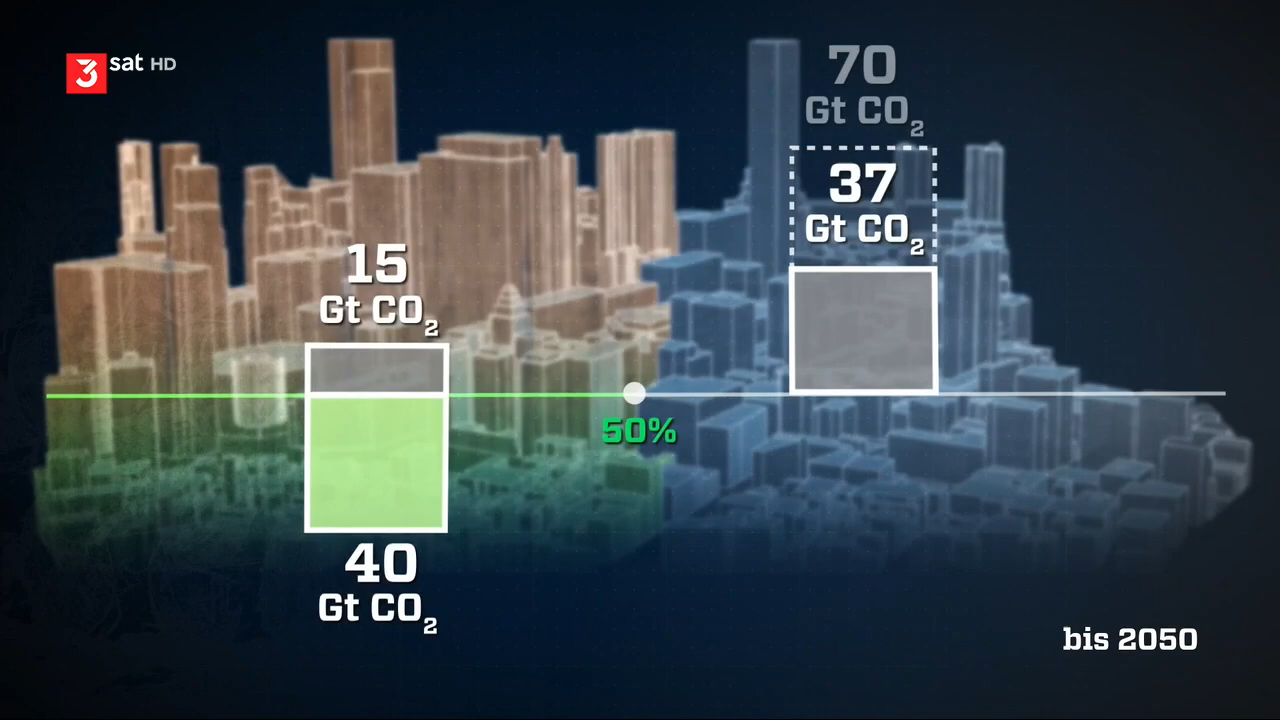 3sat HD
70
Gt CO₂
37
Gt CO₂
15
Gt CO₂
50%
40
Gt CO₂
bis 2050